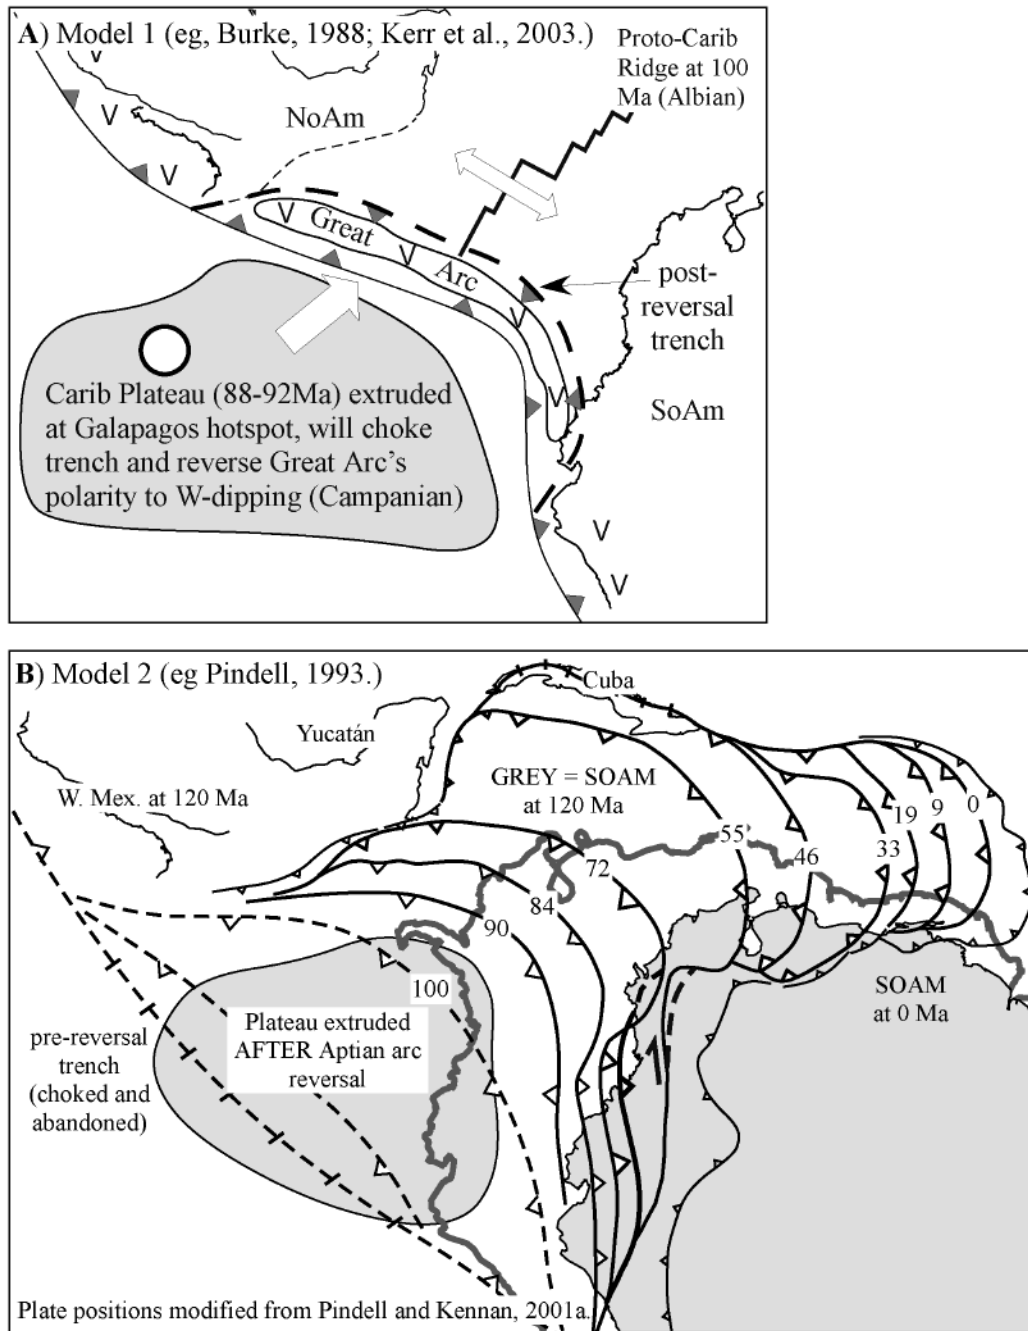 A) Model 1 (eg, Burke, 1988; Kerr et al., 2003.)
Proto-Carib
Ridge at 100
Ma (Albian)
NoAm
V
V
V
V
Great
V
Arc
V
V
post-
reversal
trench
SoAm
Carib Plateau (88-92Ma) extruded
at Galapagos hotspot, will choke
trench and reverse Great Arc's
polarity to W-dipping (Campanian)
V
V
B) Model 2 (eg Pindell, 1993.)
Cuba
Yucatán
W. Mex. at 120 Ma
GREY = SOAM
at 120 Ma
19
9
0
55
46
33
72
84
90
100
SOAM
at 0 Ma
Plateau extruded
AFTER Aptian arc
reversal
pre-reversal
trench
(choked and
abandoned)
Plate positions modified from Pindell and Kennan, 2001a.